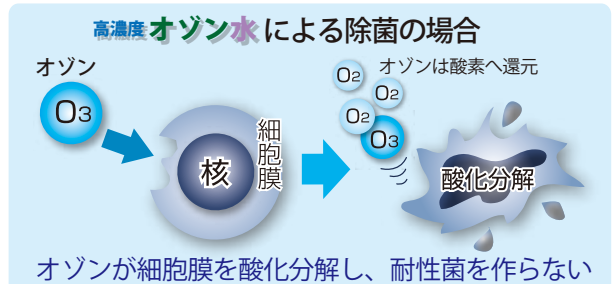 高濃度オゾン水による除菌の場合
オゾン
O3
核
細胞膜
O2
O2
O2
O3
オゾンは酸素へ還元
酸化分解
オゾンが細胞膜を酸化分解し、耐性菌を作らない